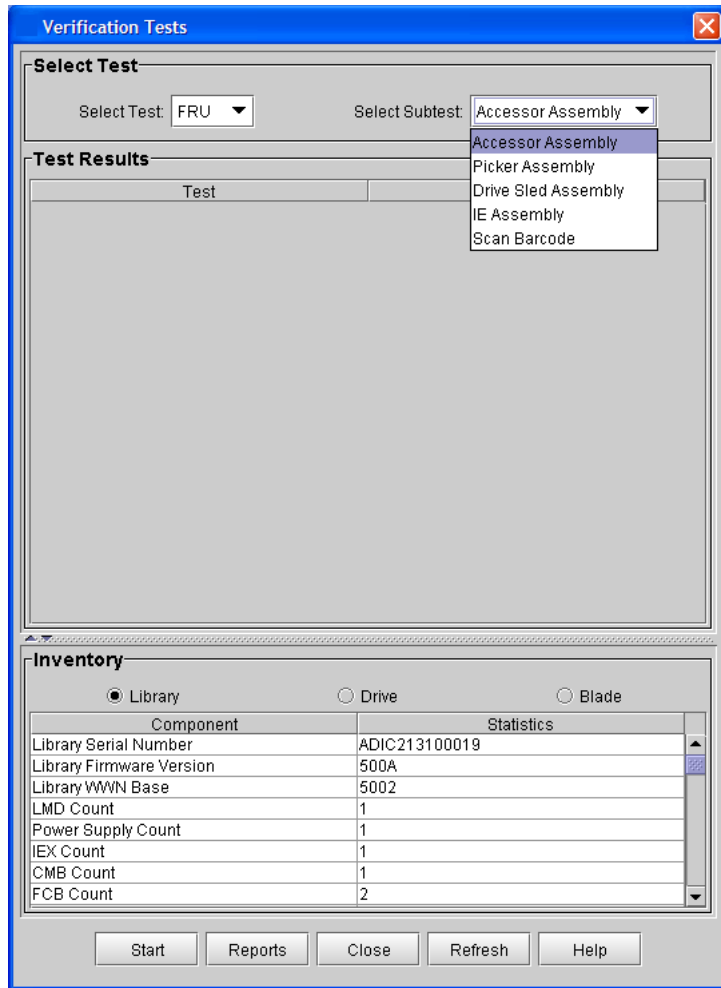 Verification Tests
Select Test
Select Test: FRU Select Subtest: Accessor Assembly
Accessor Assembly
Picker Assembly
Drive Sled Assembly
IE Assembly
Scan Barcode
Test Results
Test
Inventory
Library Drive Blade
Component Statistics
Library Serial Number ADIC213100019
Library Firmware Version 500A
Library WWN Base 5002
LMD Count 1
Power Supply Count 1
IEX Count 1
CMB Count 1
FCB Count 2
Start Reports Close Refresh Help